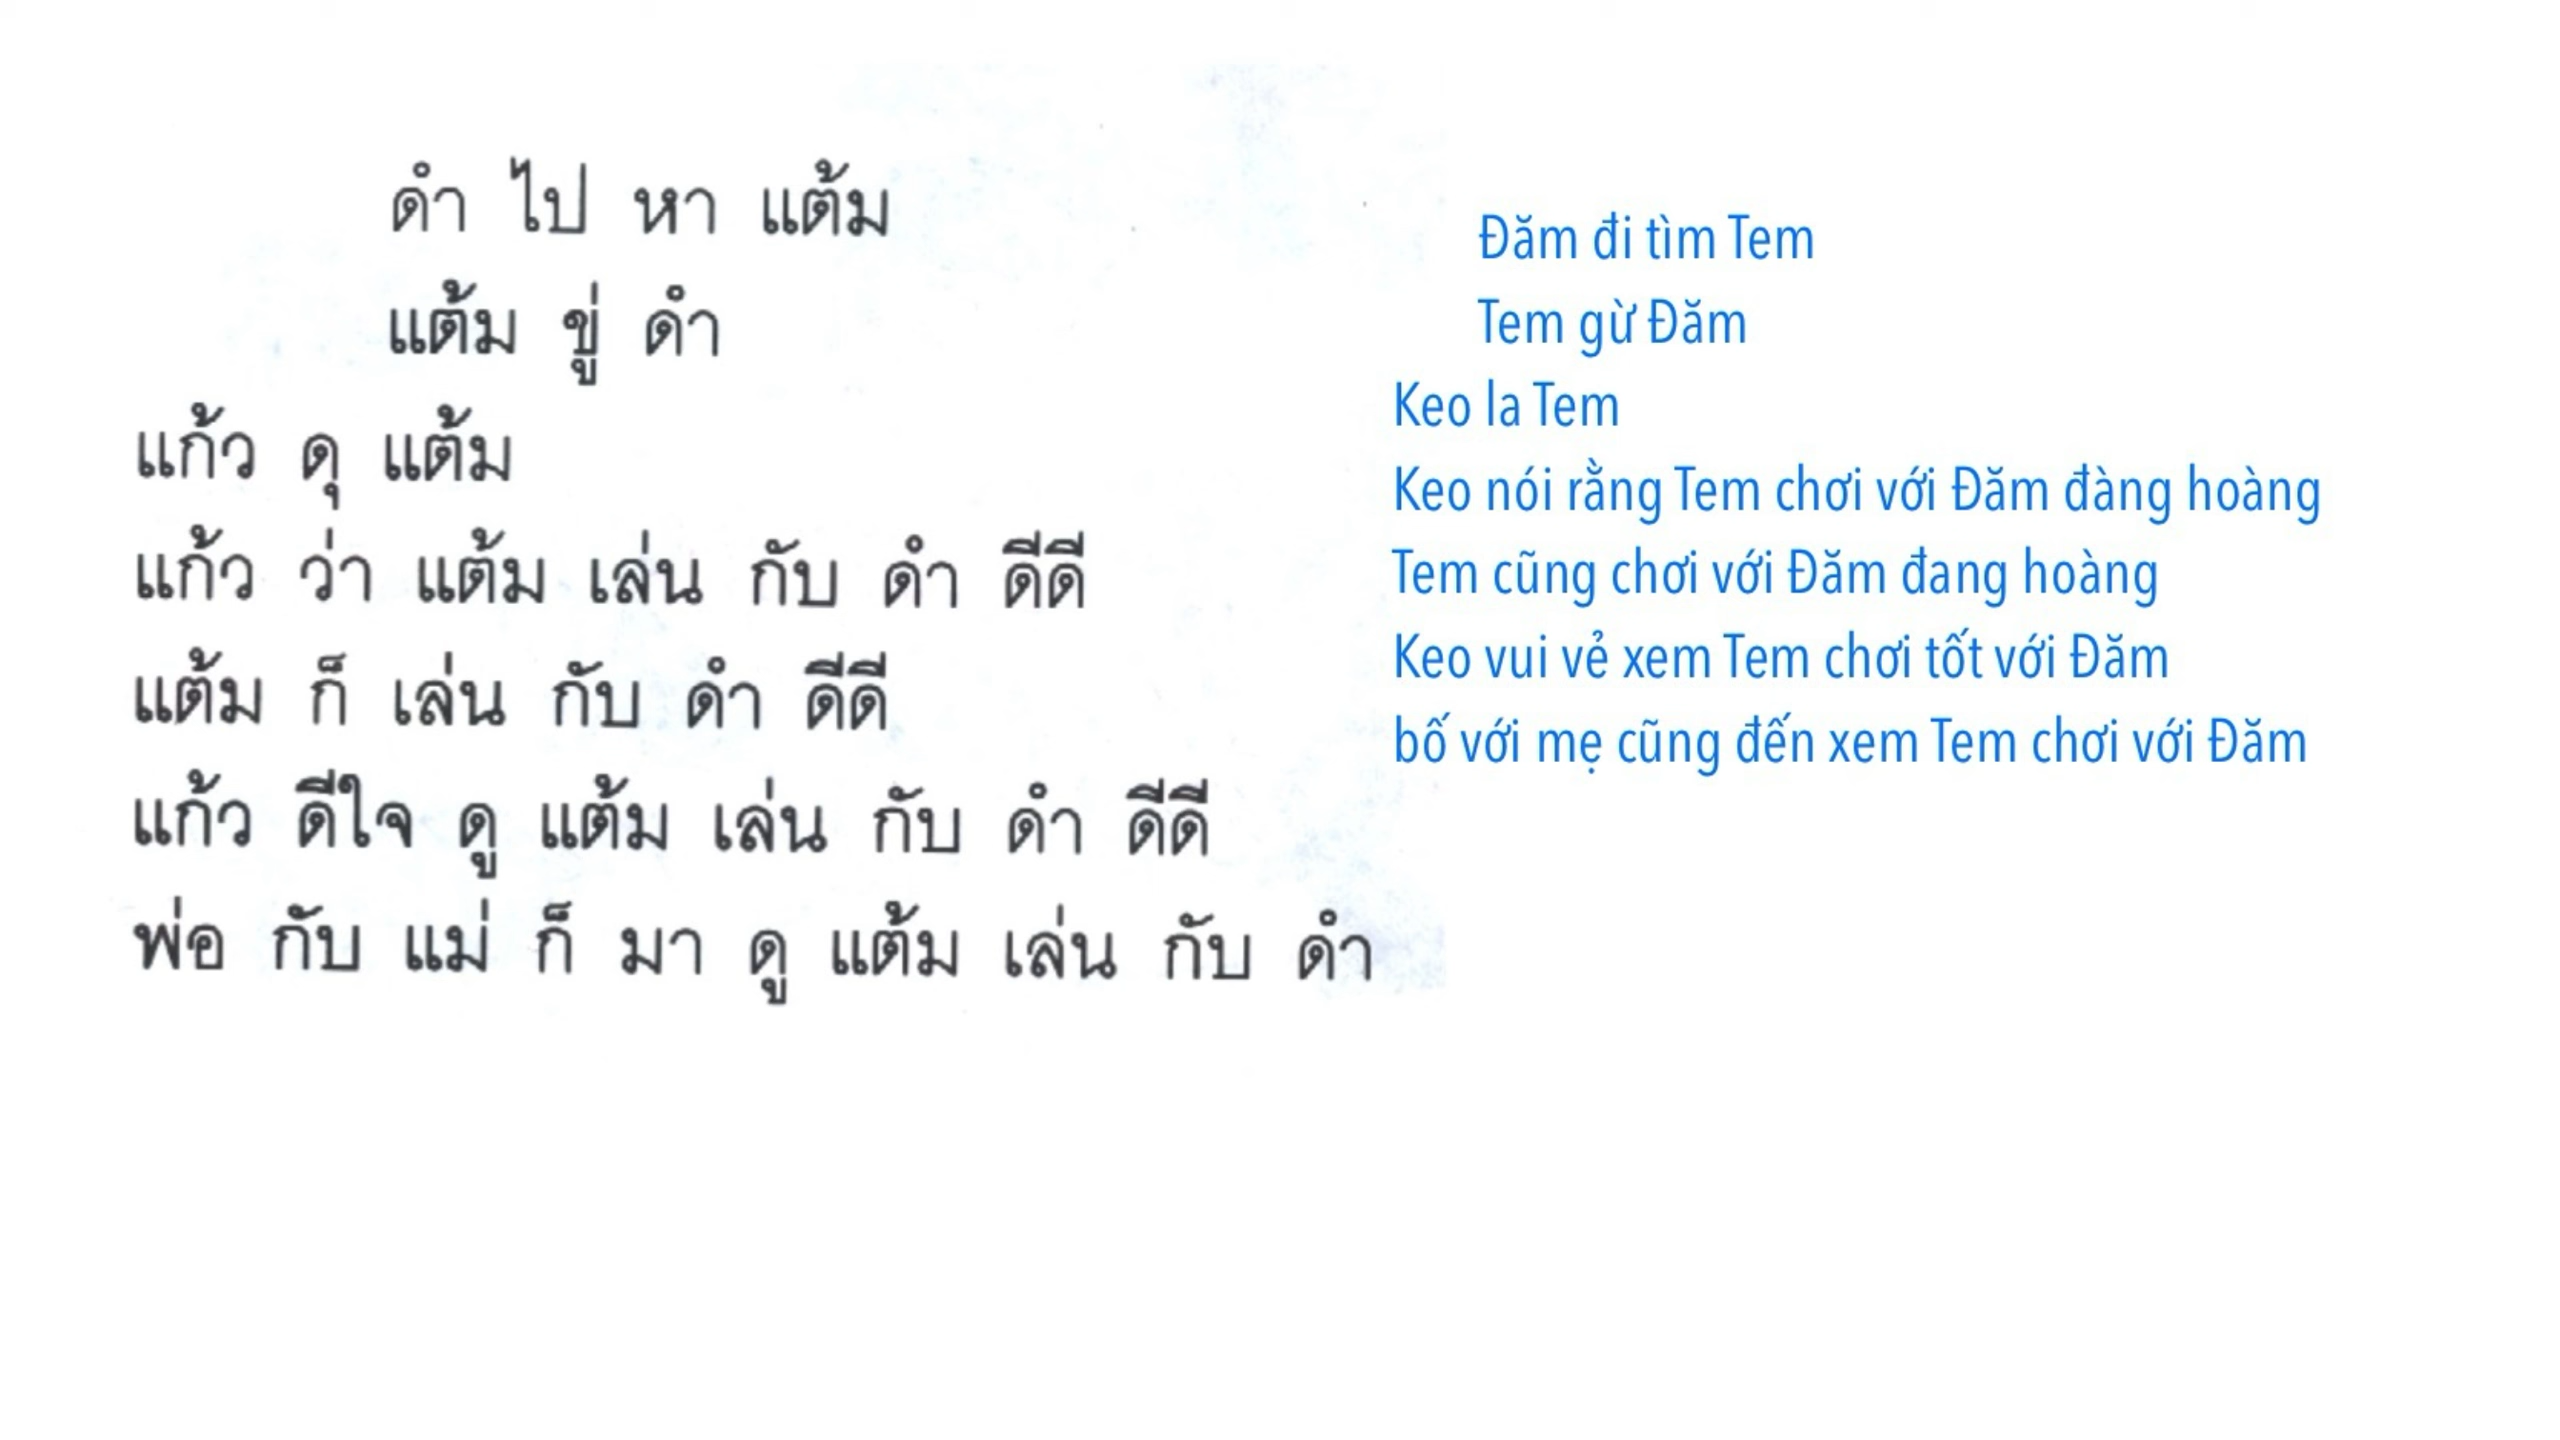 ดำ ไป หา แต้ม
แต้ม ขู่ ดำ
แก้ว ดุ แต้ม
แก้ว ว่า แต้ม เล่น กับ ดำ ดีดี
แต้ม ก็ เล่น กับ ดำ ดีดี
แก้ว ดีใจ ดู แต้ม เล่น กับ ดำ ดีดี
พ่อ กับ แม่ ก็ มา ดู แต้ม เล่น กับ ดำ
Đăm đi tìm Tem
Tem gừ Đăm
Keo la Tem
Keo nói rằng Tem chơi với Đăm đàng hoàng
Tem cũng chơi với Đăm đang hoàng
Keo vui vẻ xem Tem chơi tốt với Đăm
bố với mẹ cũng đến xem Tem chơi với Đăm